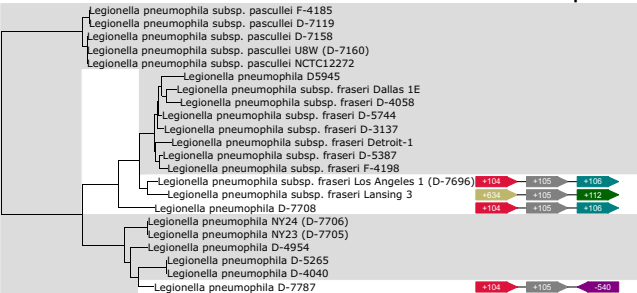 Legionella pneumophila subsp. pascullei F-4185
Legionella pneumophila subsp. pascullei D-7119
Legionella pneumophila subsp. pascullei D-7158
Legionella pneumophila subsp. pascullei U8W (D-7160)
Legionella pneumophila subsp. pascullei NCTC12272
Legionella pneumophila D5945
Legionella pneumophila subsp. fraseri Dallas 1E
Legionella pneumophila subsp. fraseri D-4058
Legionella pneumophila subsp. fraseri D-5744
Legionella pneumophila subsp. fraseri D-3137
Legionella pneumophila subsp. fraseri Detroit-1
Legionella pneumophila subsp. fraseri D-5387
Legionella pneumophila subsp. fraseri F-4198
Legionella pneumophila subsp. fraseri Los Angeles 1 (D-7696) +104 +105 +106
Legionella pneumophila subsp. fraseri Lansing 3 +634 +105 +112
Legionella pneumophila D-7708 +104 +105 +106
Legionella pneumophila NY24 (D-7706)
Legionella pneumophila NY23 (D-7705)
Legionella pneumophila D-4954
Legionella pneumophila D-5265
Legionella pneumophila D-4040
Legionella pneumophila D-7787 +104 +105 -540